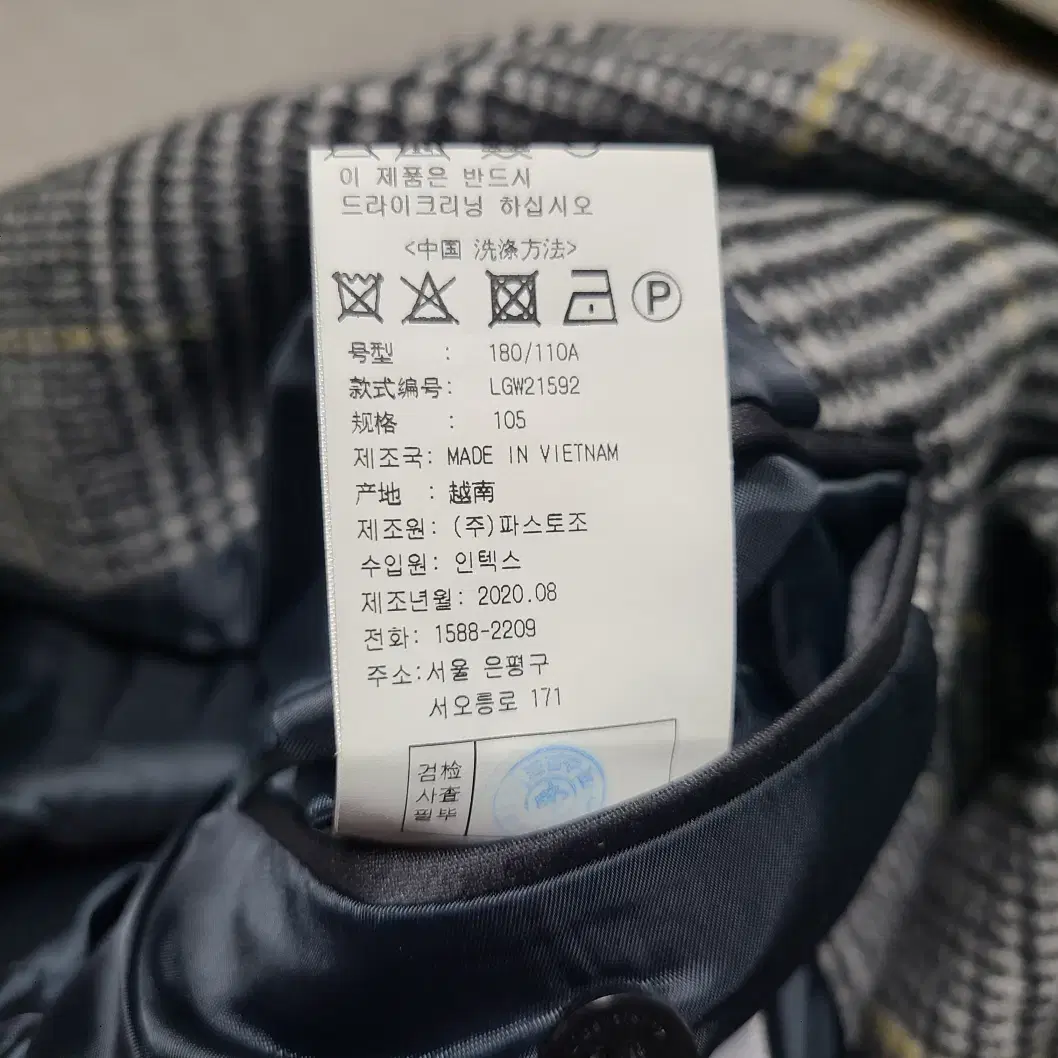 이 제품은 반드시
드라이크리닝 하십시오
<中国 洗涤方法>
P
号型 : 180/110A
款式编号: LGW21592
规格 : 105
제조국: MADE IN VIETNAM
产地 : 越南
제조원: (주)파스토조
수입원: 인텍스
제조년월: 2020.08
전화: 1588-2209
주소:서울 은평구
서오릉로 171
검検
사査
필畢